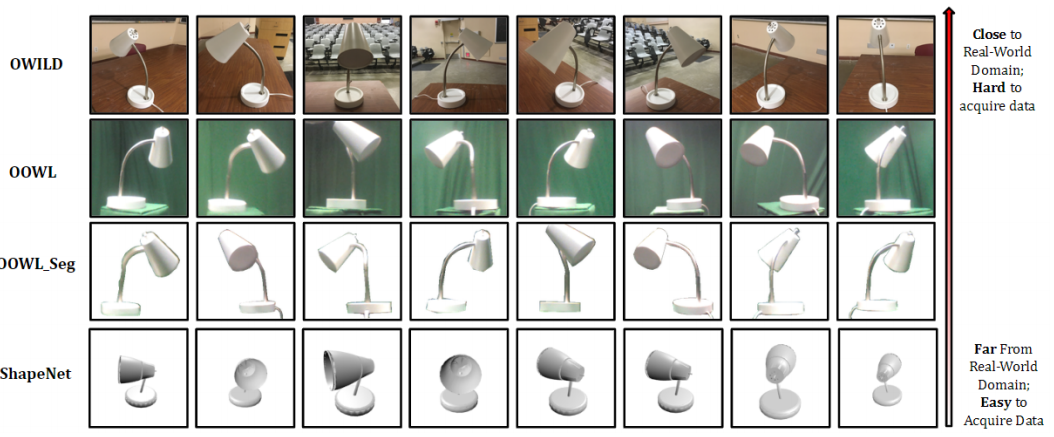 OWILD
Close to
Real-World
Domain;
Hard to
acquire data
OOWL
OOWL_Seg
ShapeNet
Far From
Real-World
Domain;
Easy to
Acquire Data